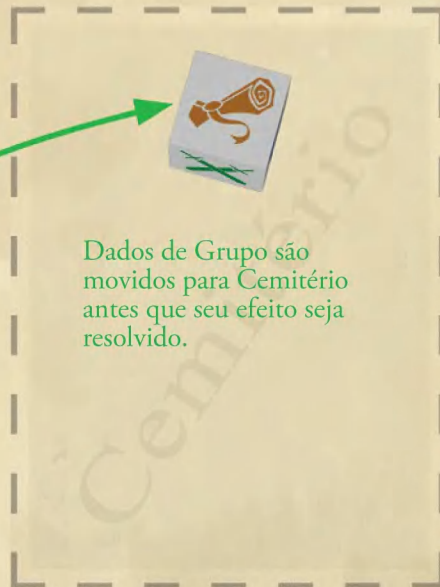 Dados de Grupo são
movidos para Cemitério
antes que seu efeito seja
resolvido.
Cemitério